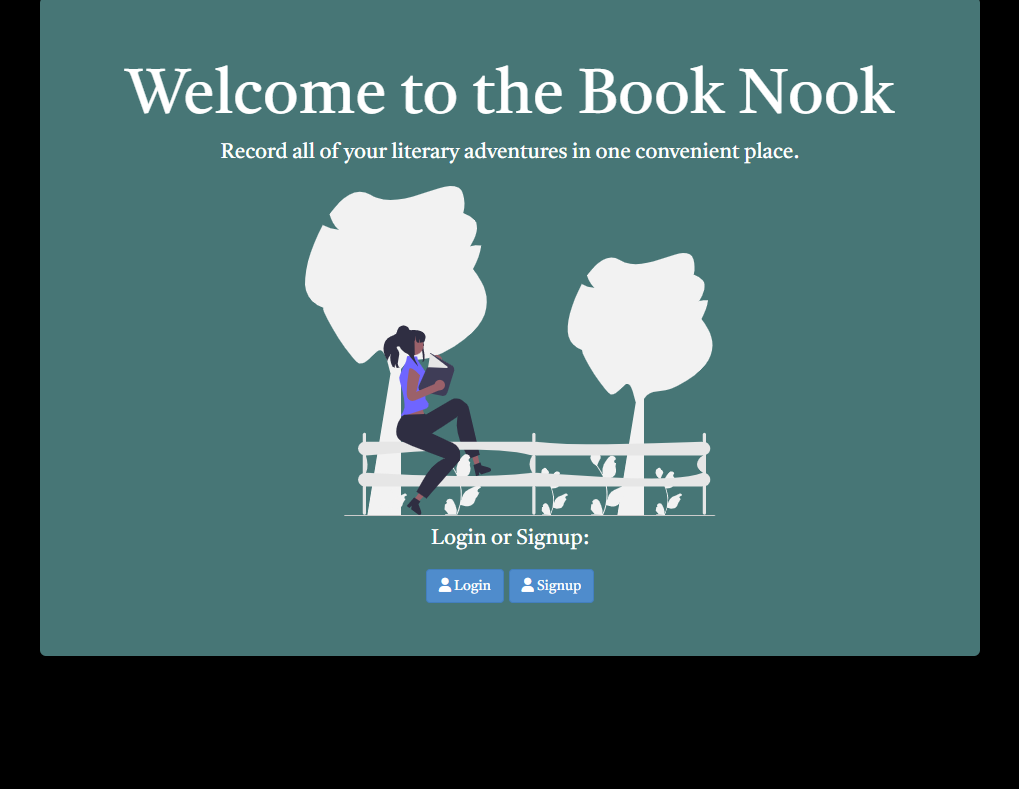 Welcome to the Book Nook
Record all of your literary adventures in one convenient place.
Login or Signup:
Login Signup